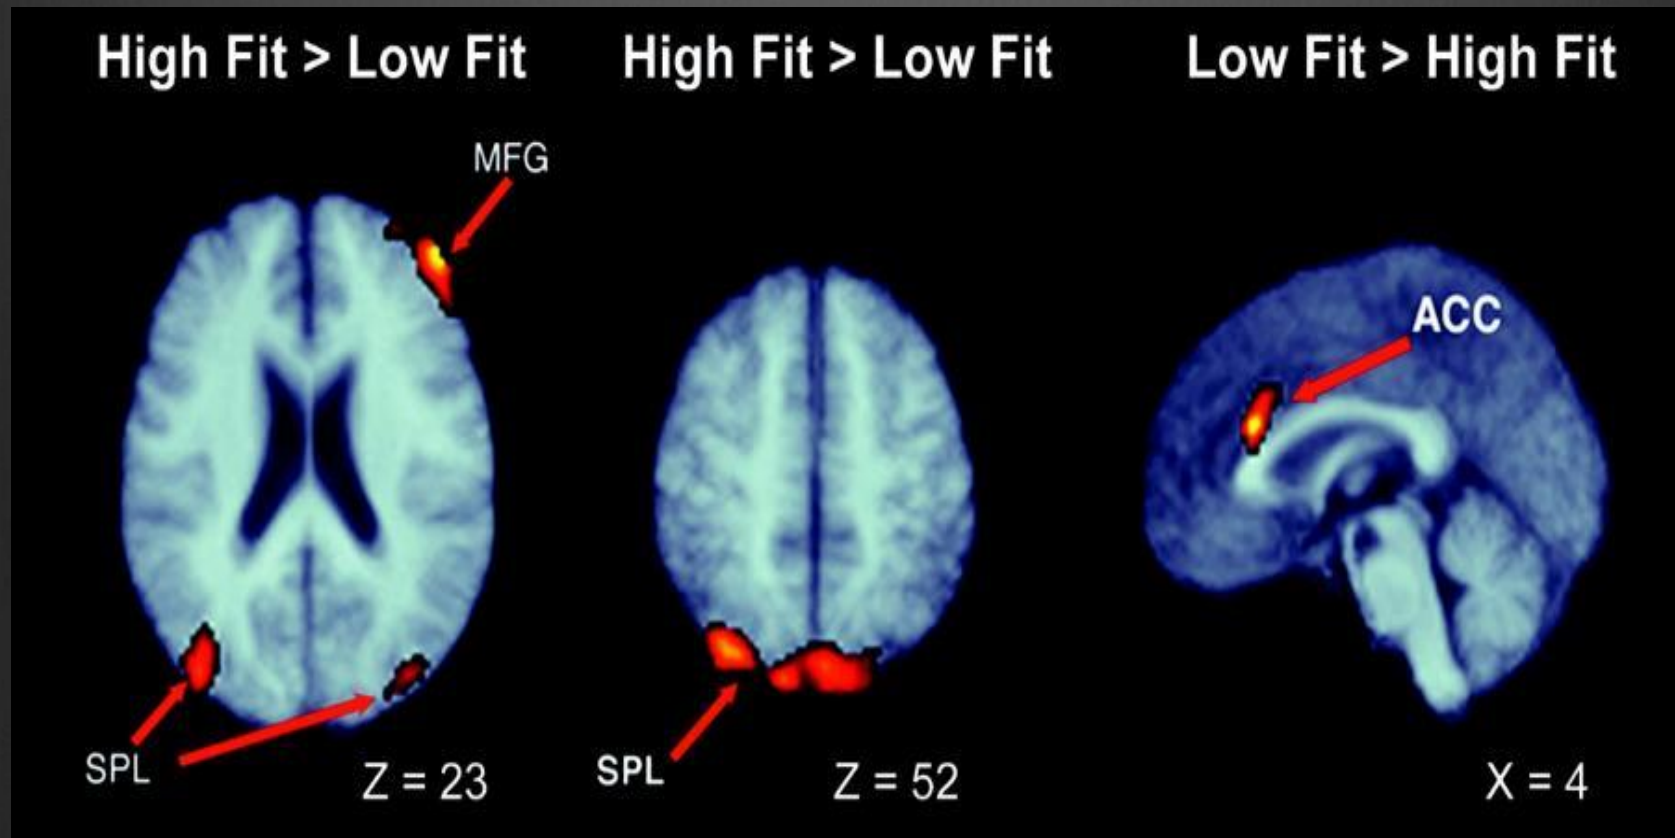 High Fit > Low Fit
High Fit > Low Fit
Low Fit > High Fit
MFG
ACC
SPL
Z = 23
SPL
Z = 52
X = 4